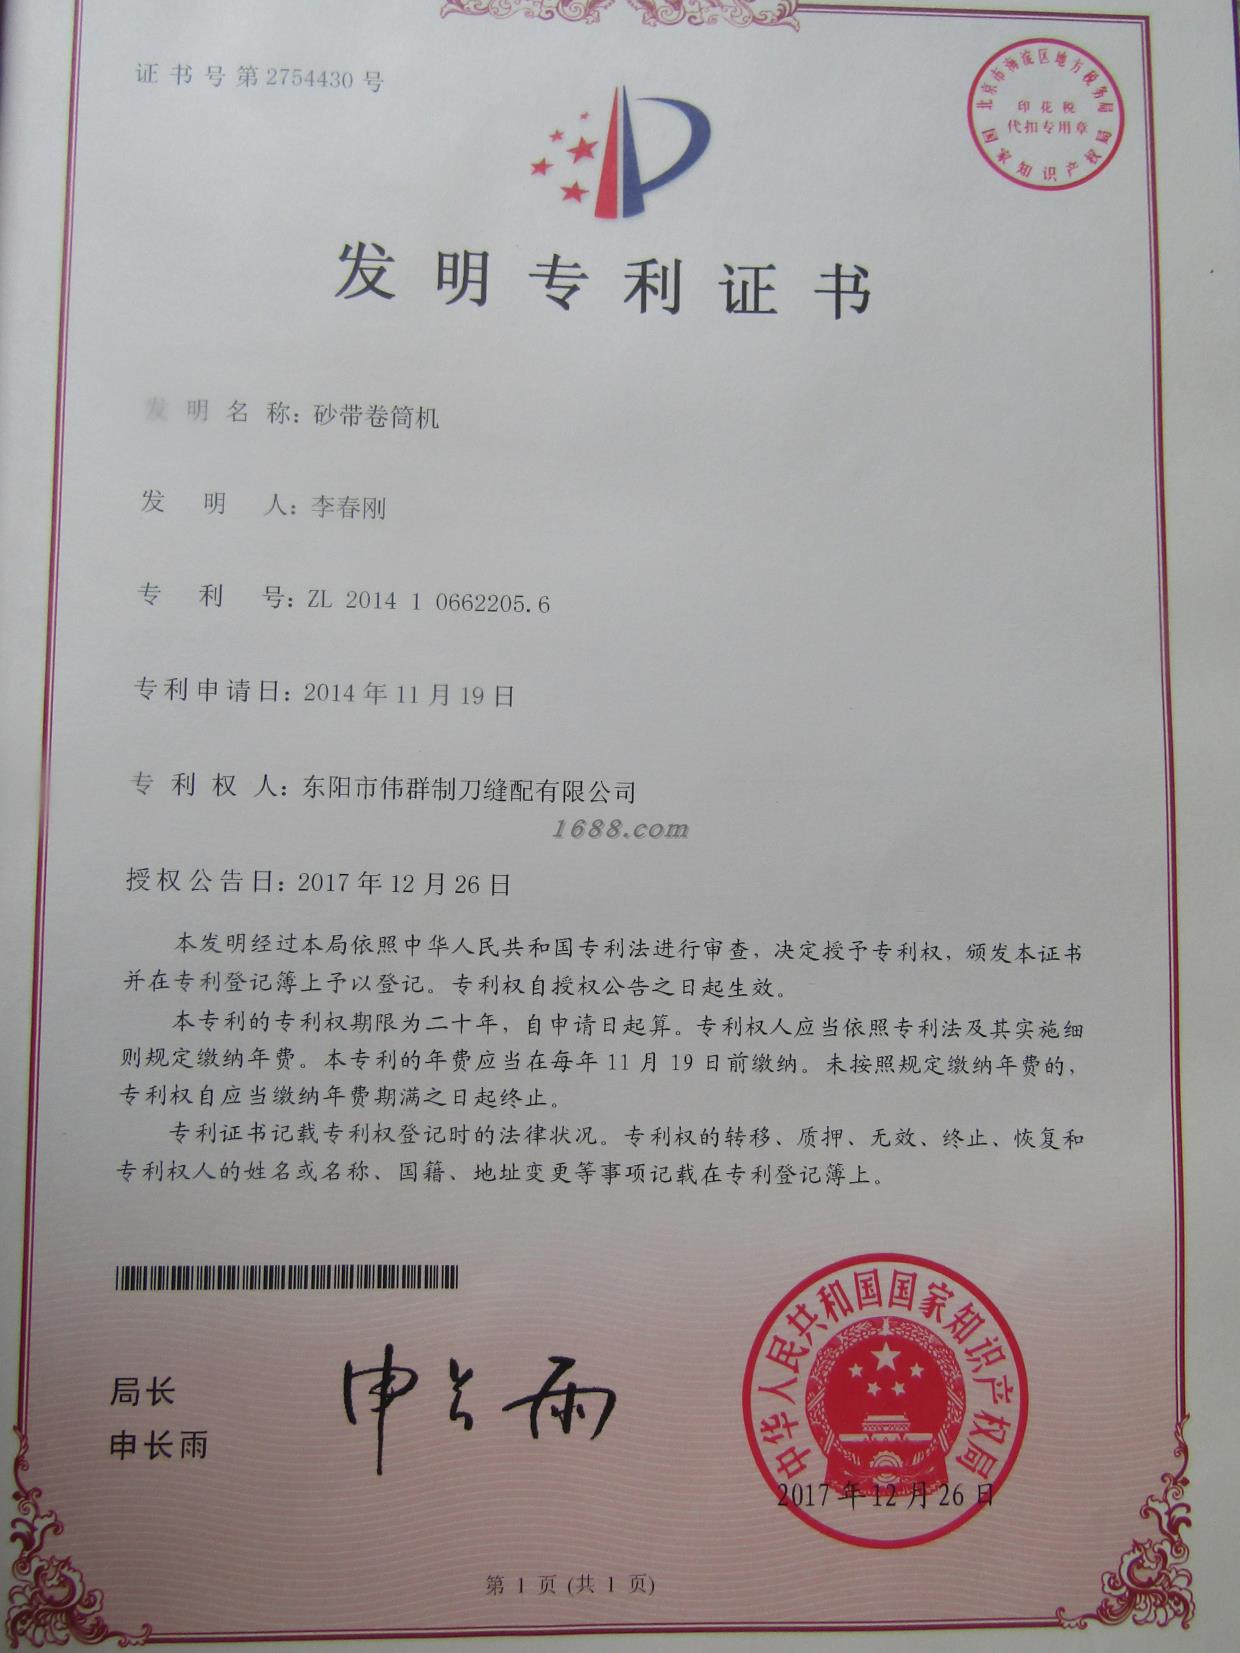 证书号第2754430号
北京市海淀区地方税务局
印花税
代扣专用章
国家知识产权局
发明专利证书
发明名称：砂带卷筒机
发明人：李春刚
专利号：ZL 2014 1 0662205.6
专利申请日：2014年11月19日
专利权人：东阳市伟群制刀缝配有限公司
1688.com
授权公告日：2017年12月26日
本发明经过本局依照中华人民共和国专利法进行审查，决定授予专利权，颁发本证书
并在专利登记簿上予以登记。专利权自授权公告之日起生效。
本专利的专利权期限为二十年，自申请日起算。专利权人应当依照专利法及其实施细
则规定缴纳年费。本专利的年费应当在每年11月19日前缴纳。未按照规定缴纳年费的，
专利权自应当缴纳年费期满之日起终止。
专利证书记载专利权登记时的法律状况。专利权的转移、质押、无效、终止、恢复和
专利权人的姓名或名称、国籍、地址变更等事项记载在专利登记簿上。
局长
申长雨
申长雨
中华人民共和国国家知识产权局
2017年12月26日
第1页(共1页)